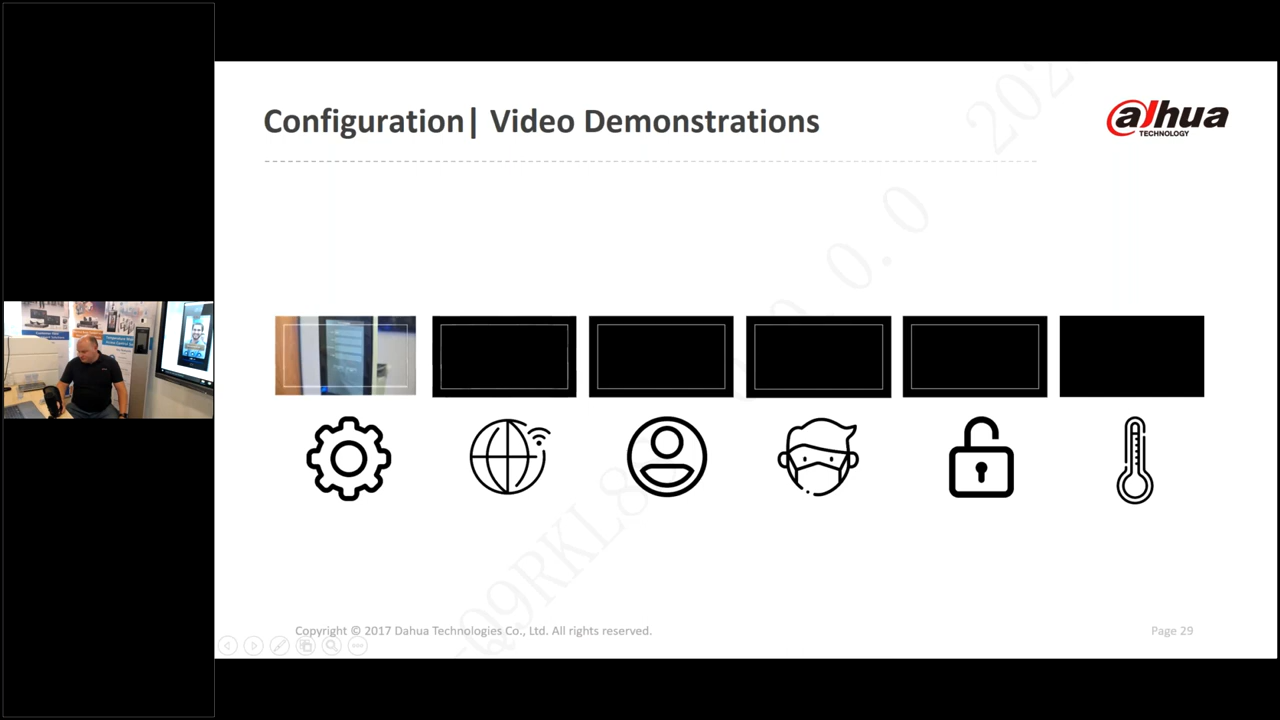 Configuration| Video Demonstrations
alhua
TECHNOLOGY
Copyright © 2017 Dahua Technologies Co., Ltd. All rights reserved.
Page 29